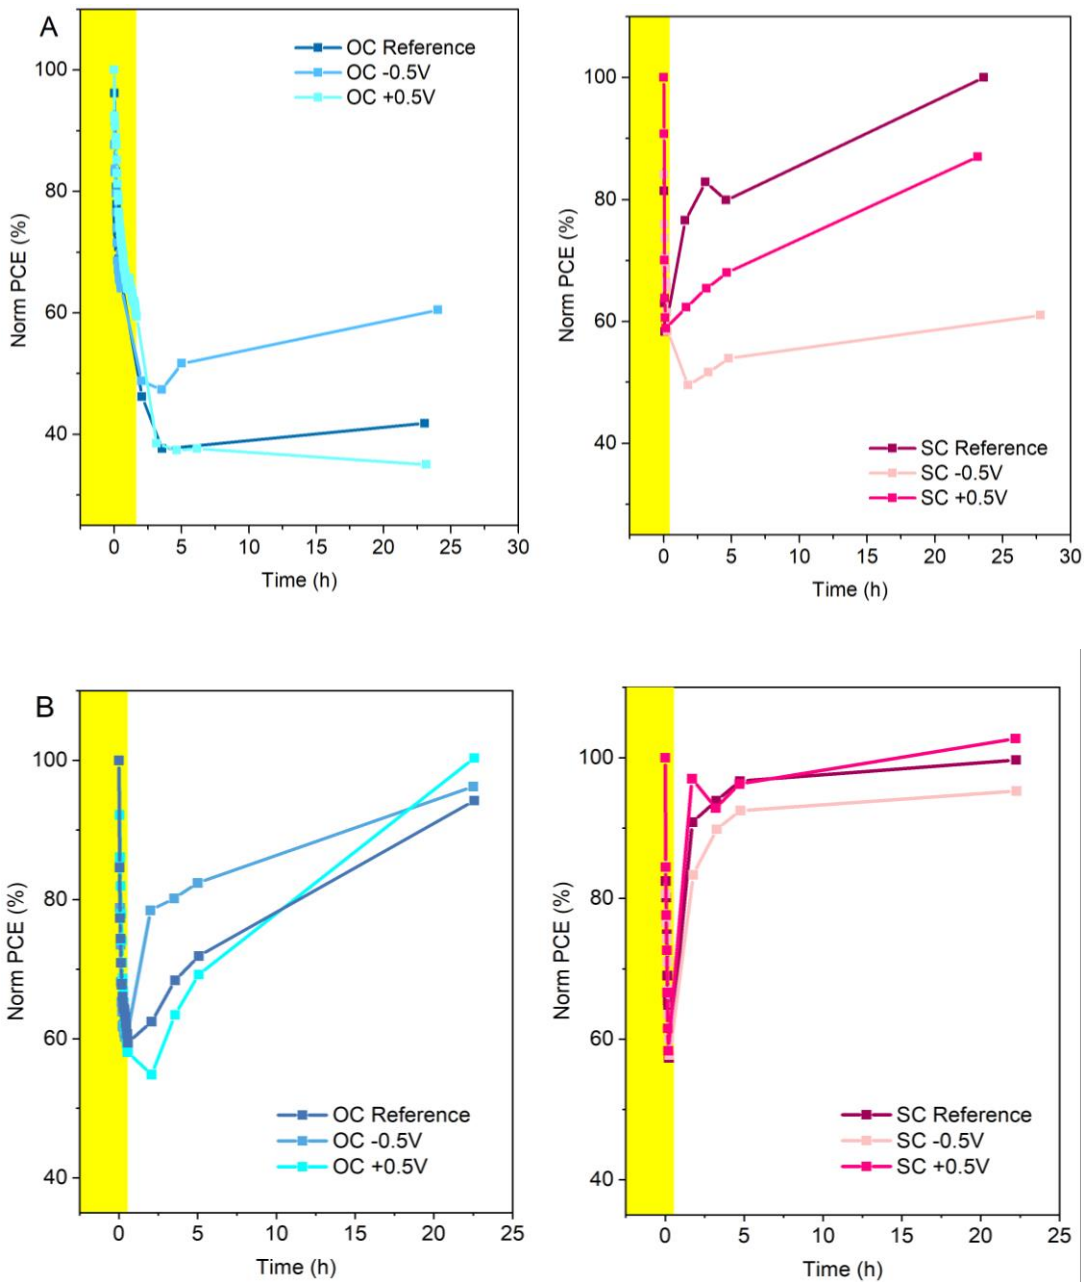 A
OC Reference
OC -0.5V
OC +0.5V
100
80
60
40
Norm PCE (%)
0 5 10 15 20 25 30
Time (h)
100
80
60
40
Norm PCE (%)
SC Reference
SC -0.5V
SC +0.5V
0 5 10 15 20 25 30
Time (h)
B
100
80
60
40
Norm PCE (%)
OC Reference
OC -0.5V
OC +0.5V
0 5 10 15 20 25
Time (h)
100
80
60
40
Norm PCE (%)
SC Reference
SC -0.5V
SC +0.5V
0 5 10 15 20 25
Time (h)